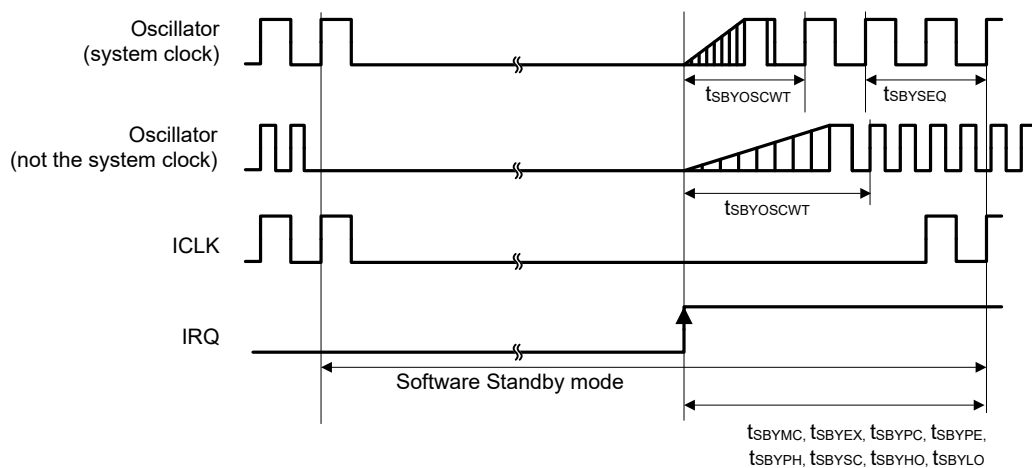 Oscillator
(system clock)
tSBYOSCWT
tSBYSEQ
Oscillator
(not the system clock)
tSBYOSCWT
ICLK
IRQ
Software Standby mode
tSBYMC, tSBYEX, tSBYPC, tSBYPE,
tSBYPH, tSBYSC, tSBYHO, tSBYLO